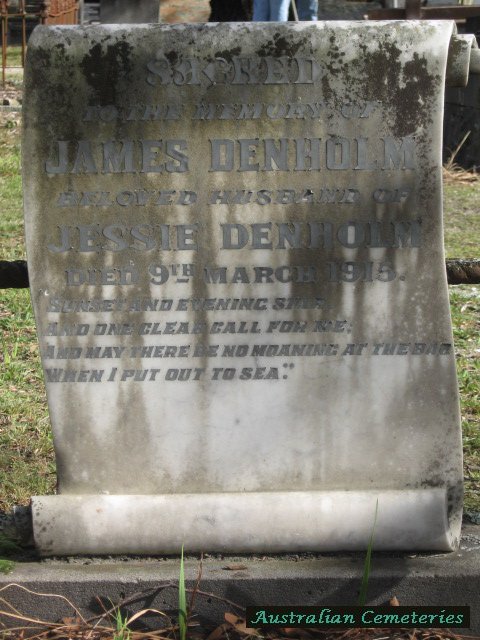 SACRED
TO THE MEMORY OF
JAMES DENHOLM
BELOVED HUSBAND OF
JESSIE DENHOLM
DIED 9TH MARCH 1915.
SUNSET AND EVENING STAR
AND ONE CLEAR CALL FOR ME;
AND MAY THERE BE NO MOANING AT THE BAR
WHEN I PUT OUT TO SEA."
Australian Cemeteries